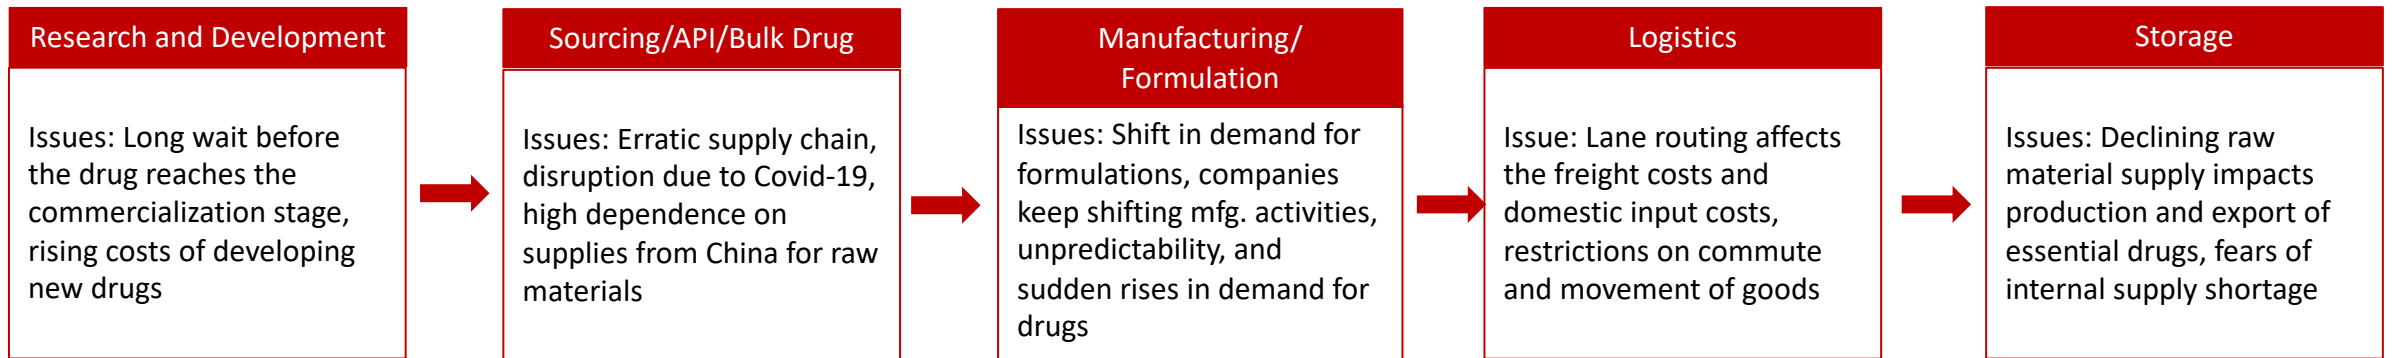 Research and Development
Issues: Long wait before
the drug reaches the
commercialization stage,
rising costs of developing
new drugs
Sourcing/API/Bulk Drug
Issues: Erratic supply chain,
disruption due to Covid-19,
high dependence on
supplies from China for raw
materials
Manufacturing/
Formulation
Issues: Shift in demand for
formulations, companies
keep shifting mfg. activities,
unpredictability, and
sudden rises in demand for
drugs
Logistics
Issue: Lane routing affects
the freight costs and
domestic input costs,
restrictions on commute
and movement of goods
Storage
Issues: Declining raw
material supply impacts
production and export of
essential drugs, fears of
internal supply shortage